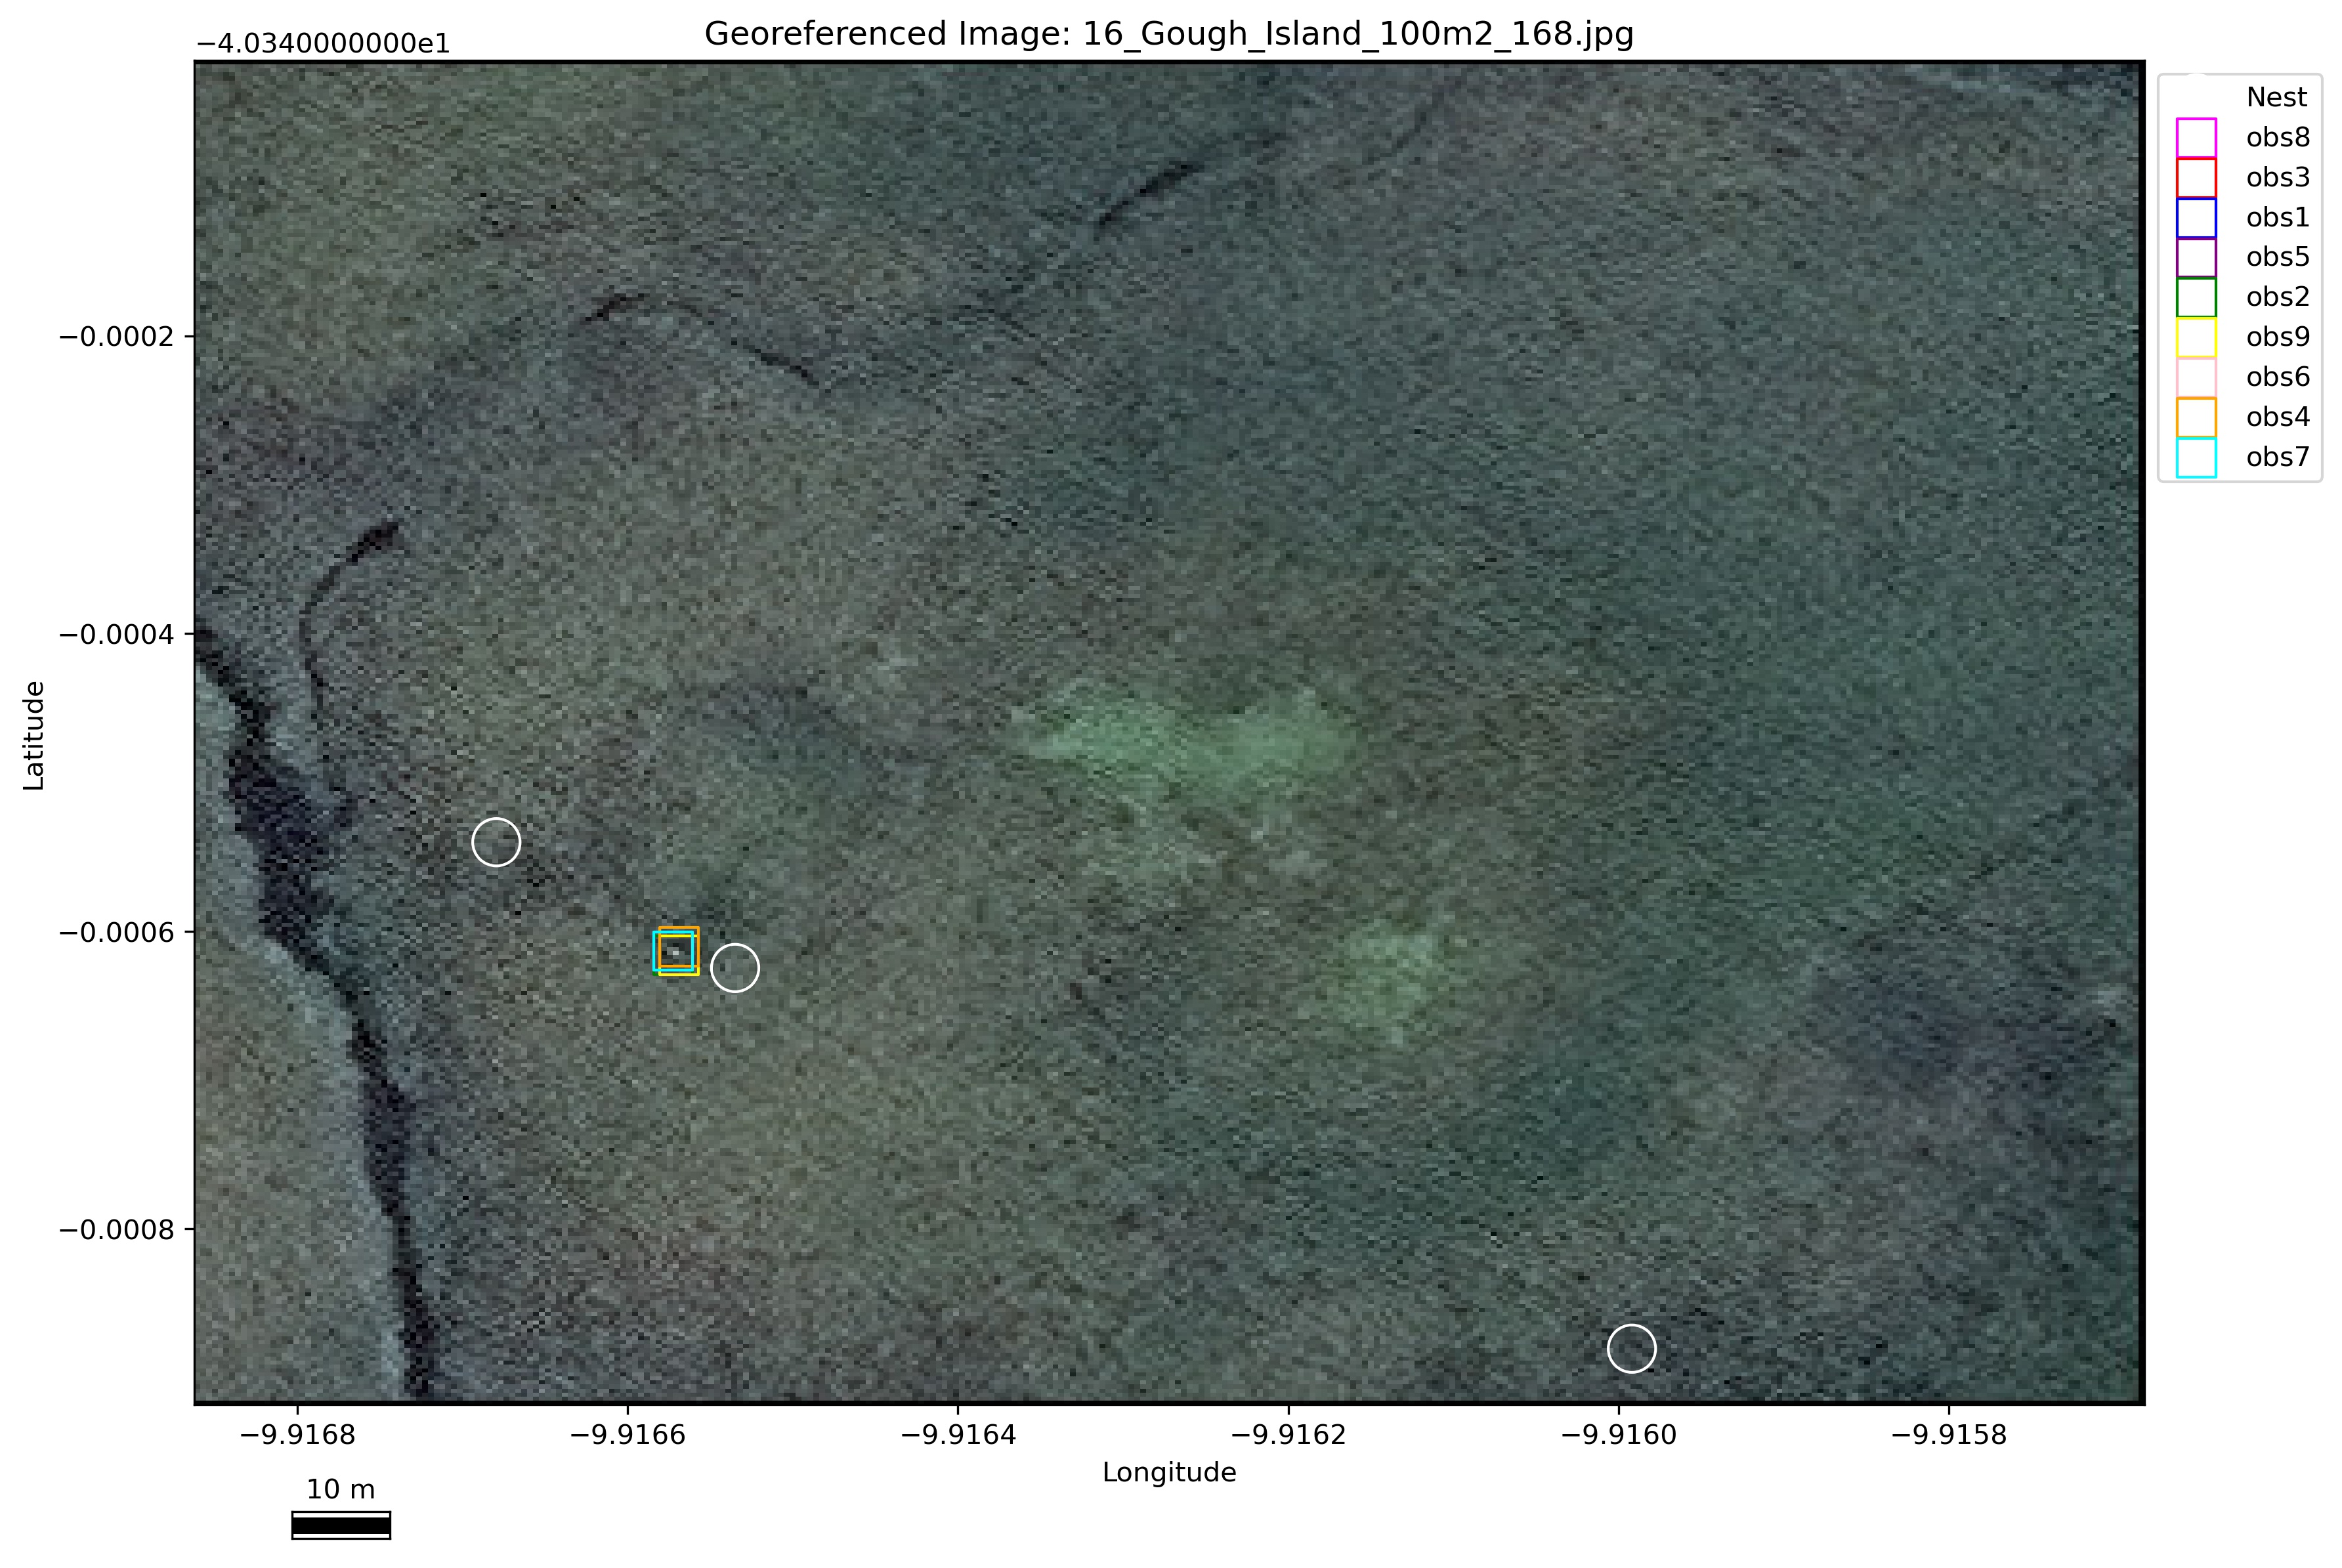 Georeferenced Image: 16_Gough_Island_100m2_168.jpg
−4.0340000000e1
Nest
obs8
obs3
obs1
obs5
obs2
obs9
obs6
obs4
obs7
−0.0002
−0.0004
−0.0006
−0.0008
Latitude
−9.9168
−9.9166
−9.9164
−9.9162
−9.9160
−9.9158
Longitude
10 m